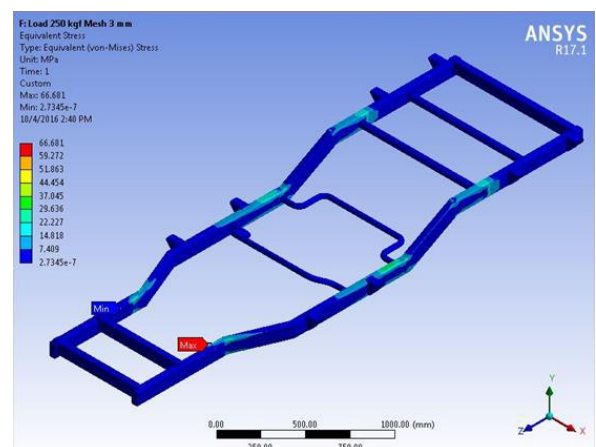 F: Load 250 kgf Mesh 3 mm
Equivalent Stress
Type: Equivalent (von-Mises) Stress
Unit: MPa
Time: 1
Custom
Max: 66.681
Min: 2.7345e-7
10/4/2016 2:40 PM
66.681
59.272
51.863
44.454
37.045
29.636
22.227
14.818
7.409
2.7345e-7
ANSYS
R17.1
Min
Max
0.00 500.00 1000.00 (mm)
250.00 750.00
Y
Z X